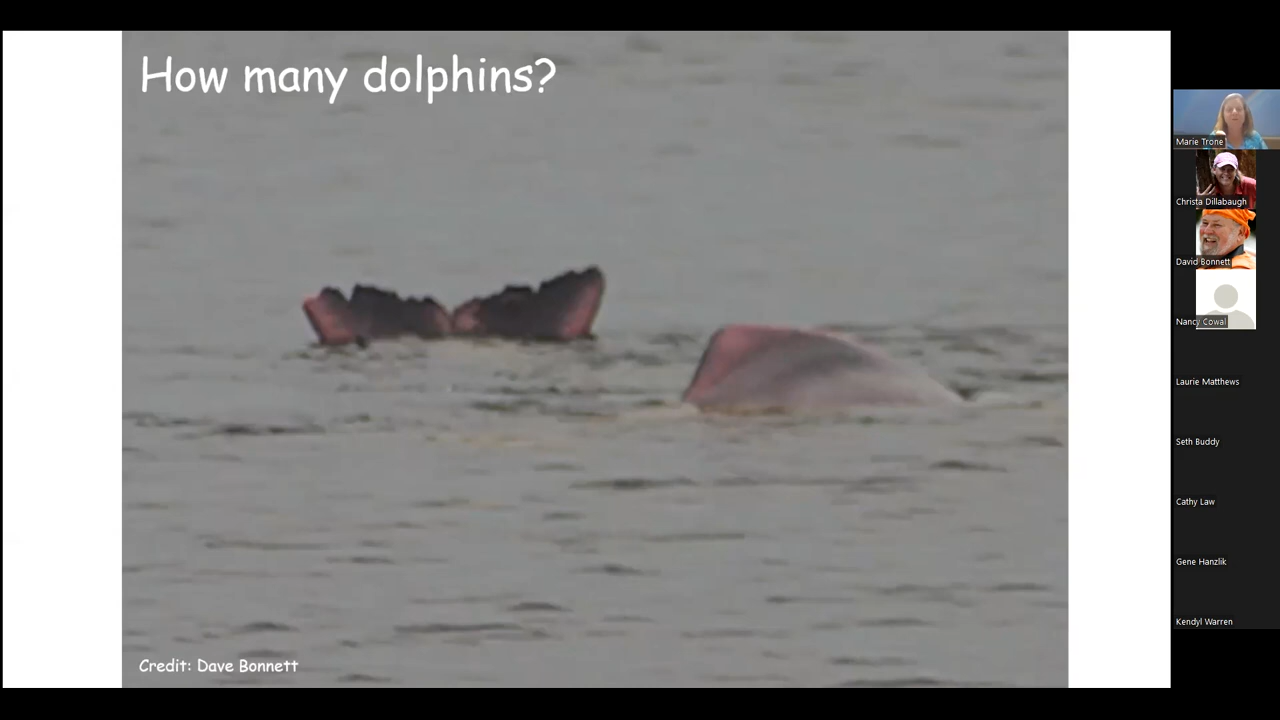 How many dolphins?
Credit: Dave Bonnett
Marie Trone
Christa Dillabaugh
David Bonnett
Nancy Cowal
Laurie Matthews
Seth Buddy
Cathy Law
Gene Hanzlik
Kendyl Warren